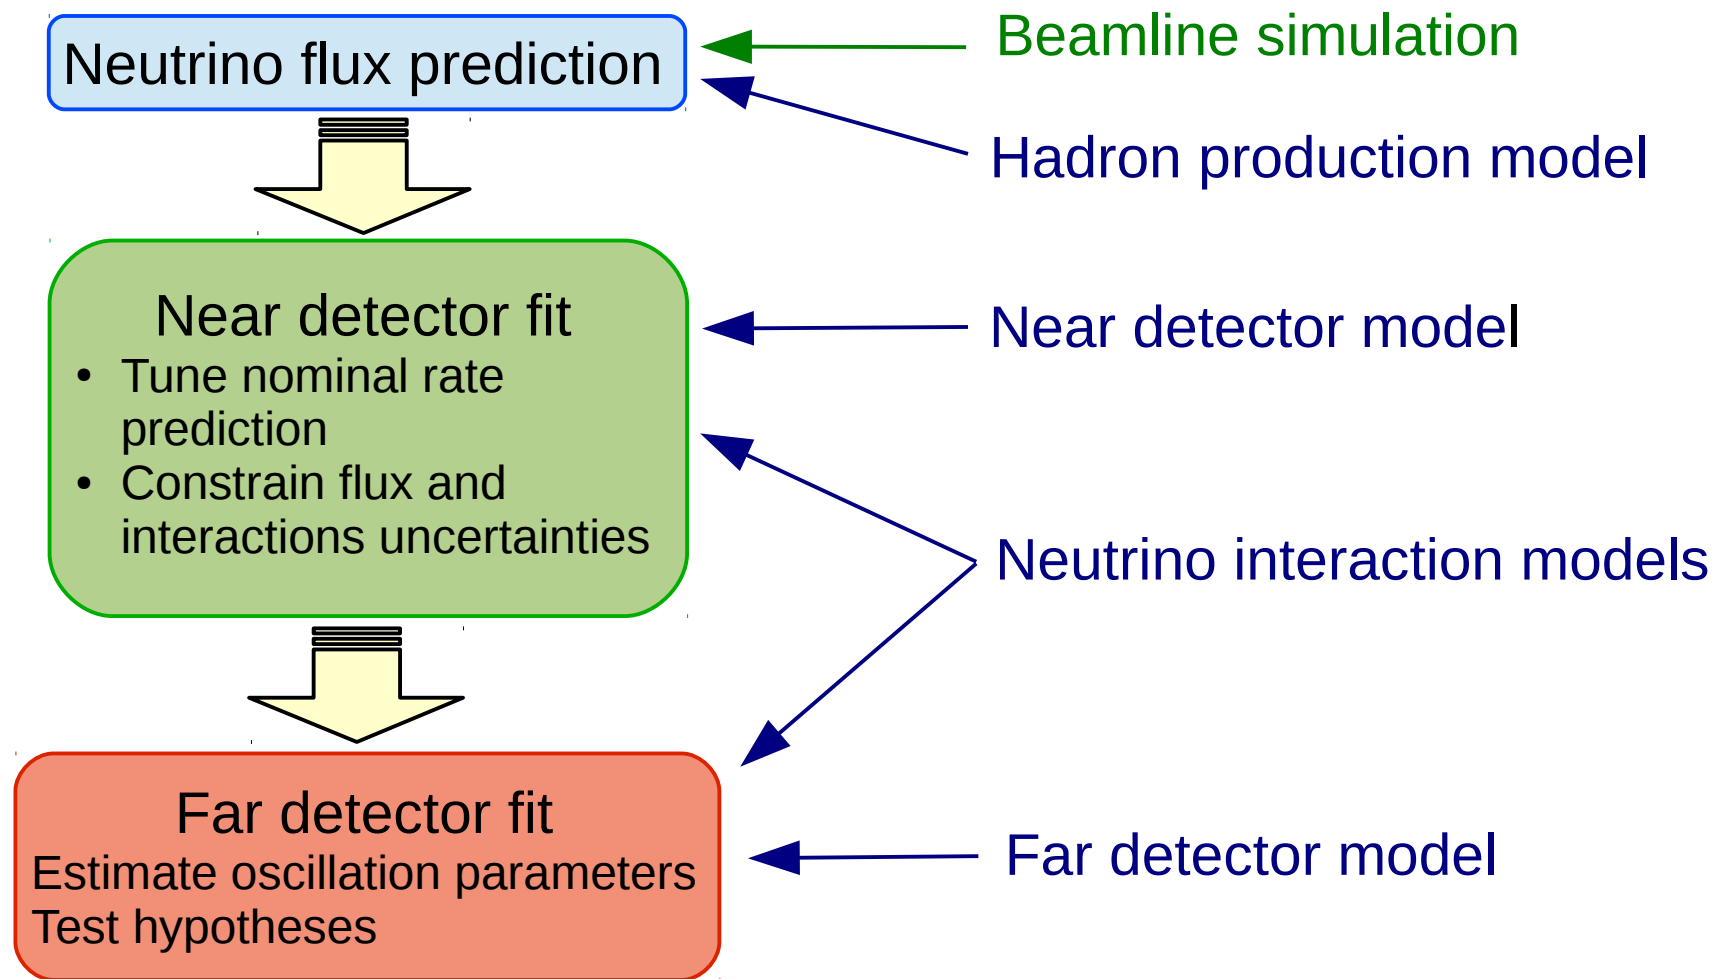 Neutrino flux prediction
Beamline simulation
Hadron production model
Near detector fit
• Tune nominal rate
prediction
• Constrain flux and
interactions uncertainties
Near detector model
Neutrino interaction models
Far detector fit
Estimate oscillation parameters
Test hypotheses
Far detector model